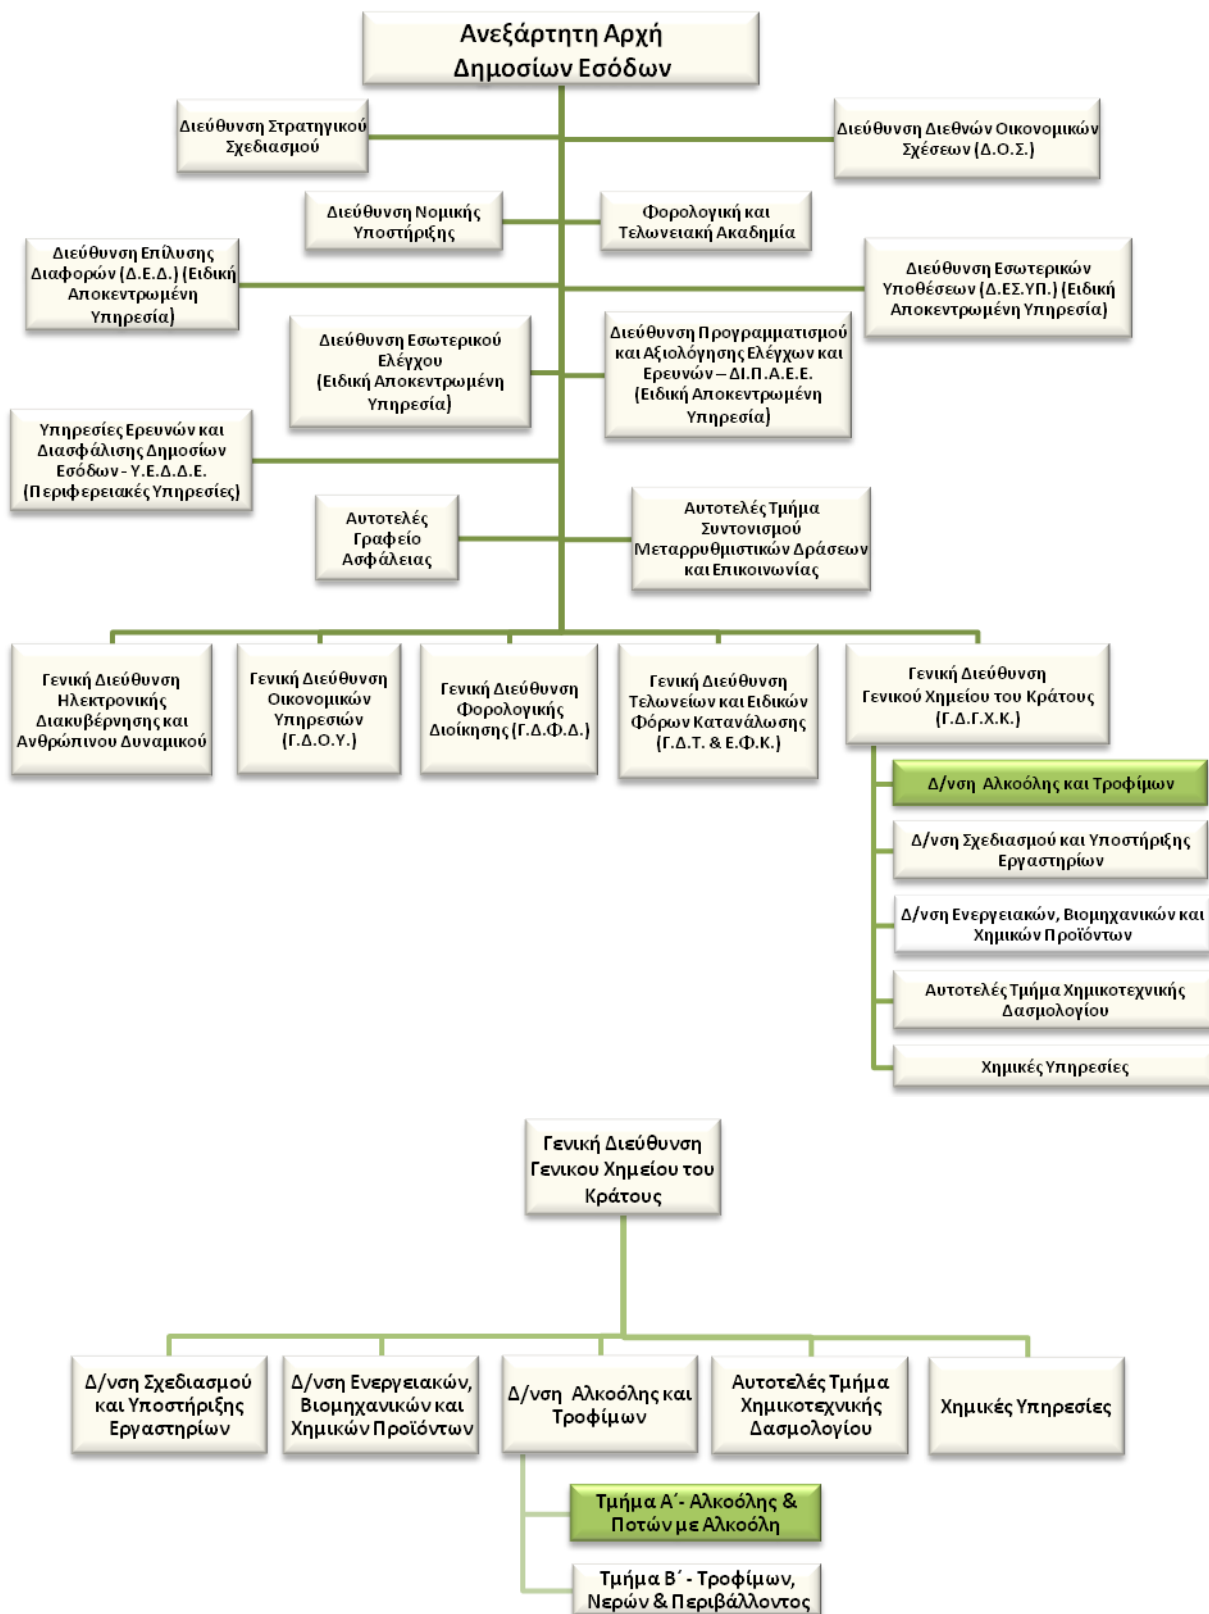 Ανεξάρτητη Αρχή
Δημοσίων Εσόδων
Διεύθυνση Στρατηγικού
Σχεδιασμού
Διεύθυνση Διεθνών Οικονομικών
Σχέσεων (Δ.Ο.Σ.)
Διεύθυνση Νομικής
Υποστήριξης
Φορολογική και
Τελωνειακή Ακαδημία
Διεύθυνση Επίλυσης
Διαφορών (Δ.Ε.Δ.) (Ειδική
Αποκεντρωμένη
Υπηρεσία)
Διεύθυνση Εσωτερικών
Υποθέσεων (Δ.ΕΣ.ΥΠ.) (Ειδική
Αποκεντρωμένη Υπηρεσία)
Διεύθυνση Εσωτερικού
Ελέγχου
(Ειδική Αποκεντρωμένη
Υπηρεσία)
Διεύθυνση Προγραμματισμού
και Αξιολόγησης Ελέγχων και
Ερευνών – ΔΙ.Π.Α.Ε.Ε.
(Ειδική Αποκεντρωμένη
Υπηρεσία)
Υπηρεσίες Ερευνών και
Διασφάλισης Δημοσίων
Εσόδων - Υ.Ε.Δ.Δ.Ε.
(Περιφερειακές Υπηρεσίες)
Αυτοτελές
Γραφείο
Ασφάλειας
Αυτοτελές Τμήμα
Συντονισμού
Μεταρρυθμιστικών Δράσεων
και Επικοινωνίας
Γενική Διεύθυνση
Ηλεκτρονικής
Διακυβέρνησης και
Ανθρώπινου Δυναμικού
Γενική Διεύθυνση
Οικονομικών
Υπηρεσιών
(Γ.Δ.Ο.Υ.)
Γενική Διεύθυνση
Φορολογικής
Διοίκησης (Γ.Δ.Φ.Δ.)
Γενική Διεύθυνση
Τελωνείων και Ειδικών
Φόρων Κατανάλωσης
(Γ.Δ.Τ. & Ε.Φ.Κ.)
Γενική Διεύθυνση
Γενικού Χημείου του Κράτους
(Γ.Δ.Γ.Χ.Κ.)
Δ/νση  Αλκοόλης και Τροφίμων
Δ/νση Σχεδιασμού και Υποστήριξης
Εργαστηρίων
Δ/νση Ενεργειακών, Βιομηχανικών και
Χημικών Προϊόντων
Αυτοτελές Τμήμα Χημικοτεχνικής
Δασμολογίου
Χημικές Υπηρεσίες
Γενική Διεύθυνση
Γενικου Χημείου του
Κράτους
Δ/νση Σχεδιασμού
και Υποστήριξης
Εργαστηρίων
Δ/νση Ενεργειακών,
Βιομηχανικών και
Χημικών Προϊόντων
Δ/νση  Αλκοόλης και
Τροφίμων
Αυτοτελές Τμήμα
Χημικοτεχνικής
Δασμολογίου
Χημικές Υπηρεσίες
Τμήμα Α΄- Αλκοόλης &
Ποτών με Αλκοόλη
Τμήμα Β΄ - Τροφίμων,
Νερών & Περιβάλλοντος